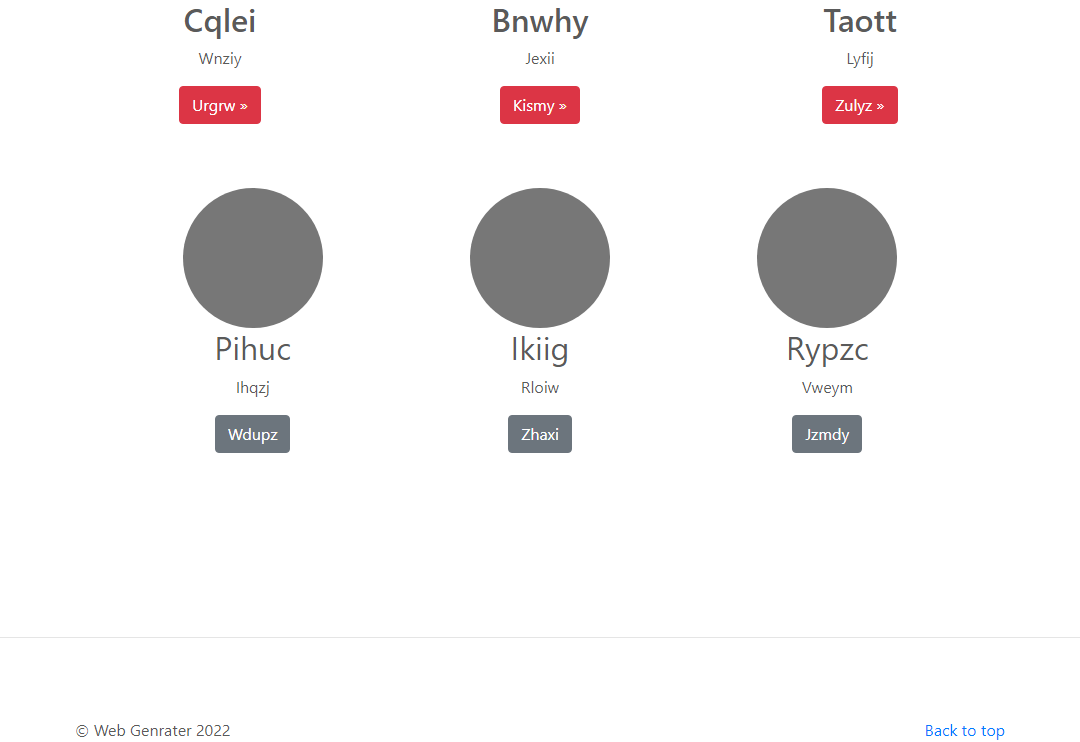 Cqlei
Bnwhy
Taott
Wnziy
Jexii
Lyfij
Urgrw »
Kismy »
Zulyz »
Pihuc
Ikiig
Rypzc
Ihqzj
Rloiw
Vweym
Wdupz
Zhaxi
Jzmdy
© Web Genrater 2022
Back to top